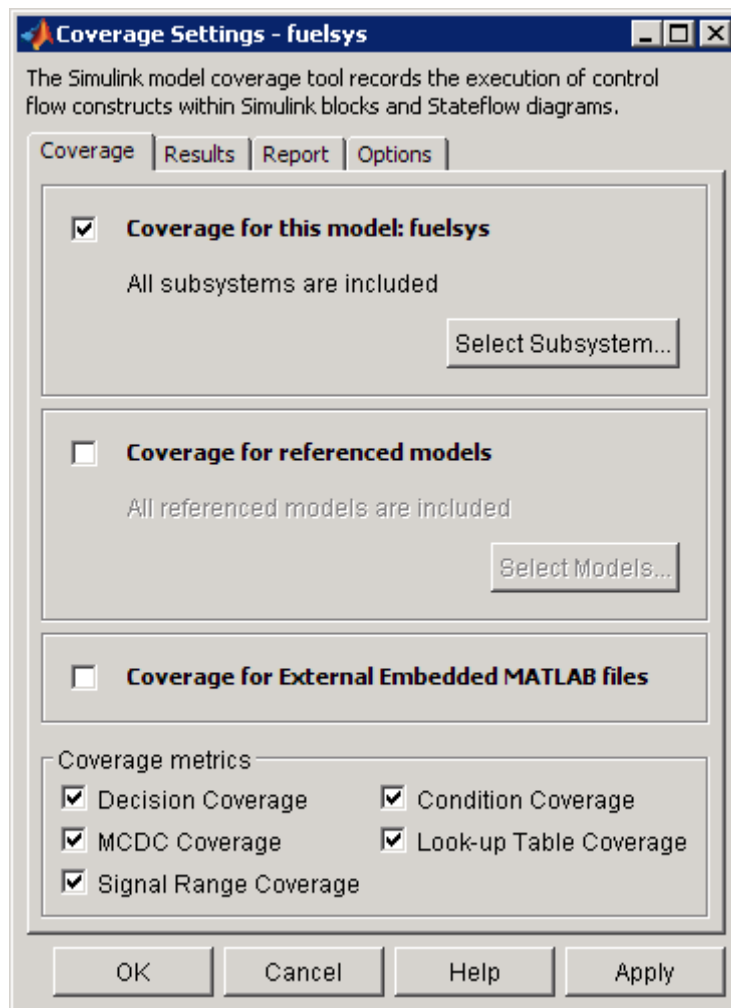 Coverage Settings - fuelsys
The Simulink model coverage tool records the execution of control
flow constructs within Simulink blocks and Stateflow diagrams.
Coverage Results Report Options
Coverage for this model: fuelsys
All subsystems are included
Select Subsystem...
Coverage for referenced models
All referenced models are included
Select Models...
Coverage for External Embedded MATLAB files
Coverage metrics
Decision Coverage Condition Coverage
MCDC Coverage Look-up Table Coverage
Signal Range Coverage
OK Cancel Help Apply